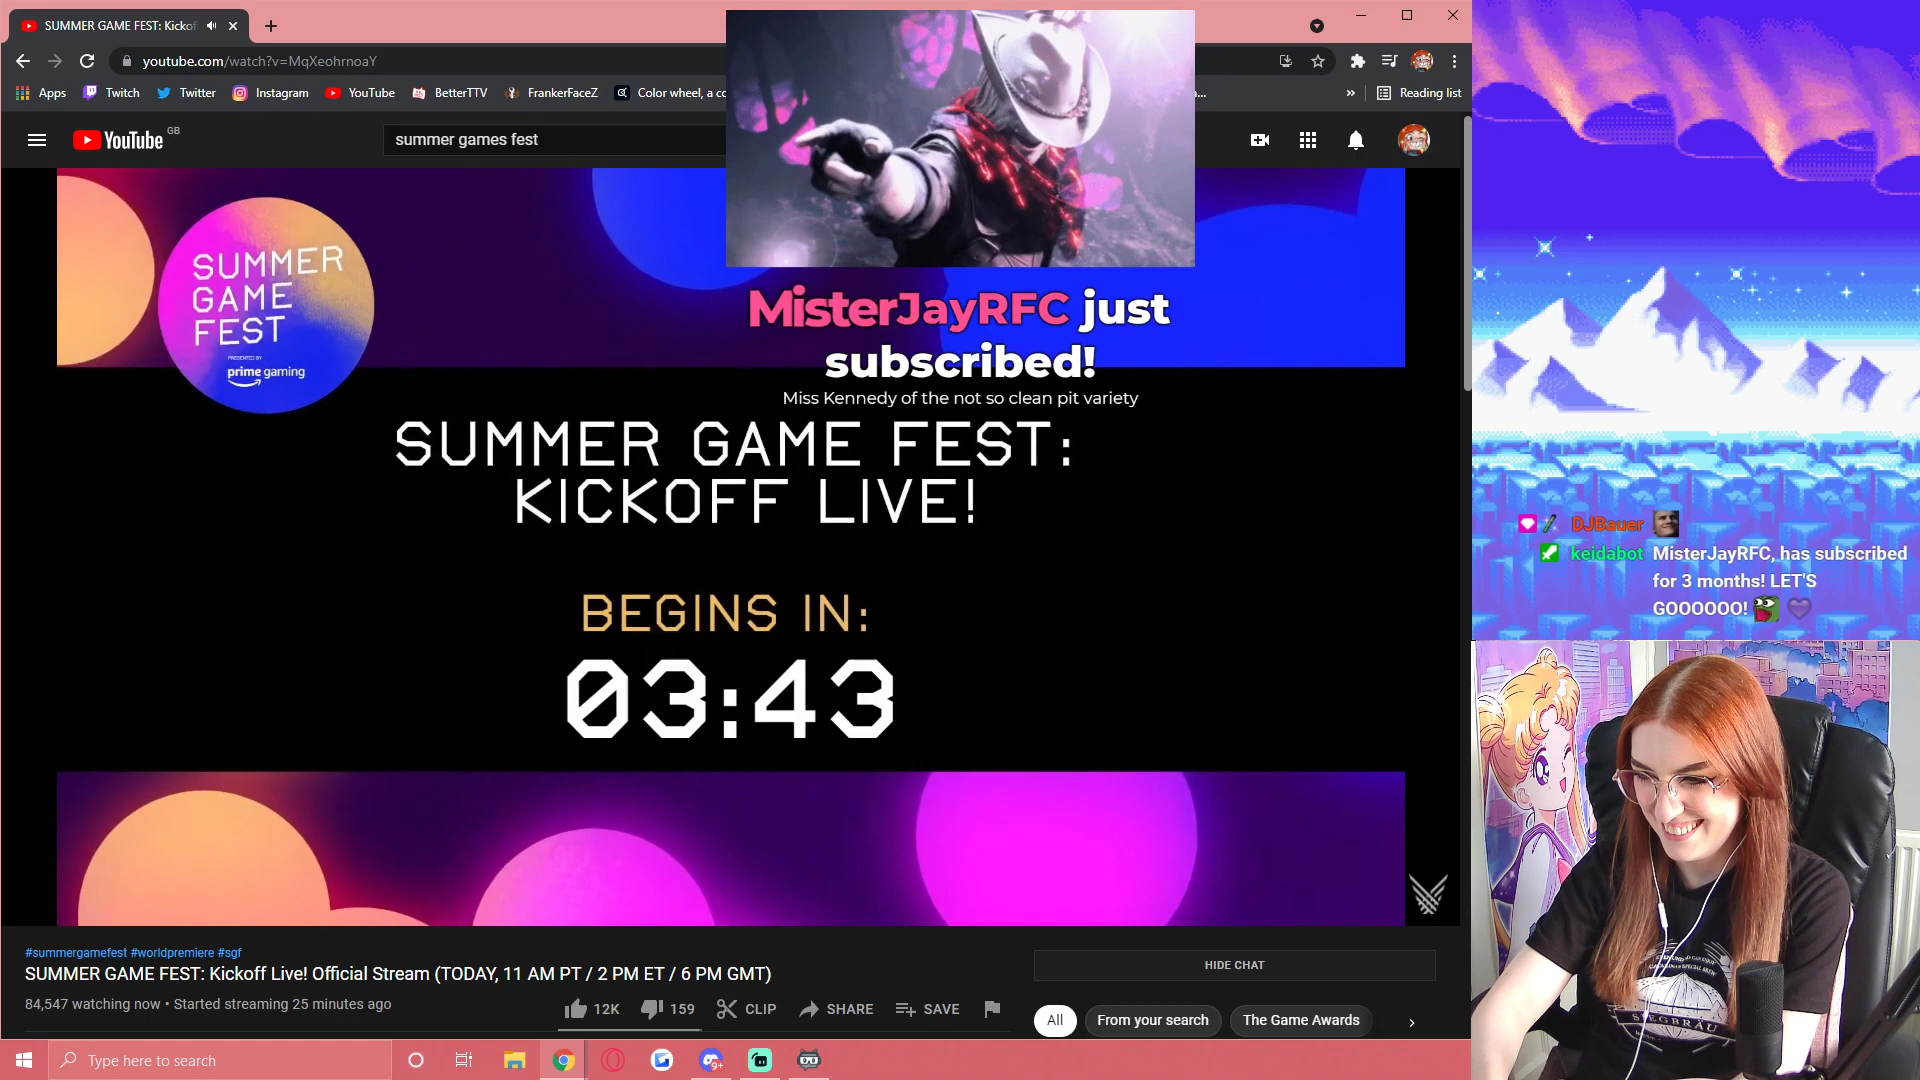 SUMMER GAME FEST: Kickof
youtube.com/watch?v=MqXeohrnoaY
Apps
Twitch
Twitter
Instagram
YouTube
BetterTTV
FrankerFaceZ
Color wheel, a co
...
»
Reading list
YouTube GB
summer games fest
SUMMER
GAME
FEST
PRESENTED BY
prime gaming
MisterJayRFC just
subscribed!
Miss Kennedy of the not so clean pit variety
SUMMER GAME FEST:
KICKOFF LIVE!
BEGINS IN:
03:43
DJBauer
keidabot MisterJayRFC, has subscribed
for 3 months! LET'S
GOOOOOO!
#summergamefest #worldpremiere #sgf
SUMMER GAME FEST: Kickoff Live! Official Stream (TODAY, 11 AM PT / 2 PM ET / 6 PM GMT)
84,547 watching now • Started streaming 25 minutes ago
12K
159
CLIP
SHARE
SAVE
HIDE CHAT
All
From your search
The Game Awards
SIEGBRÄU
Type here to search
9+